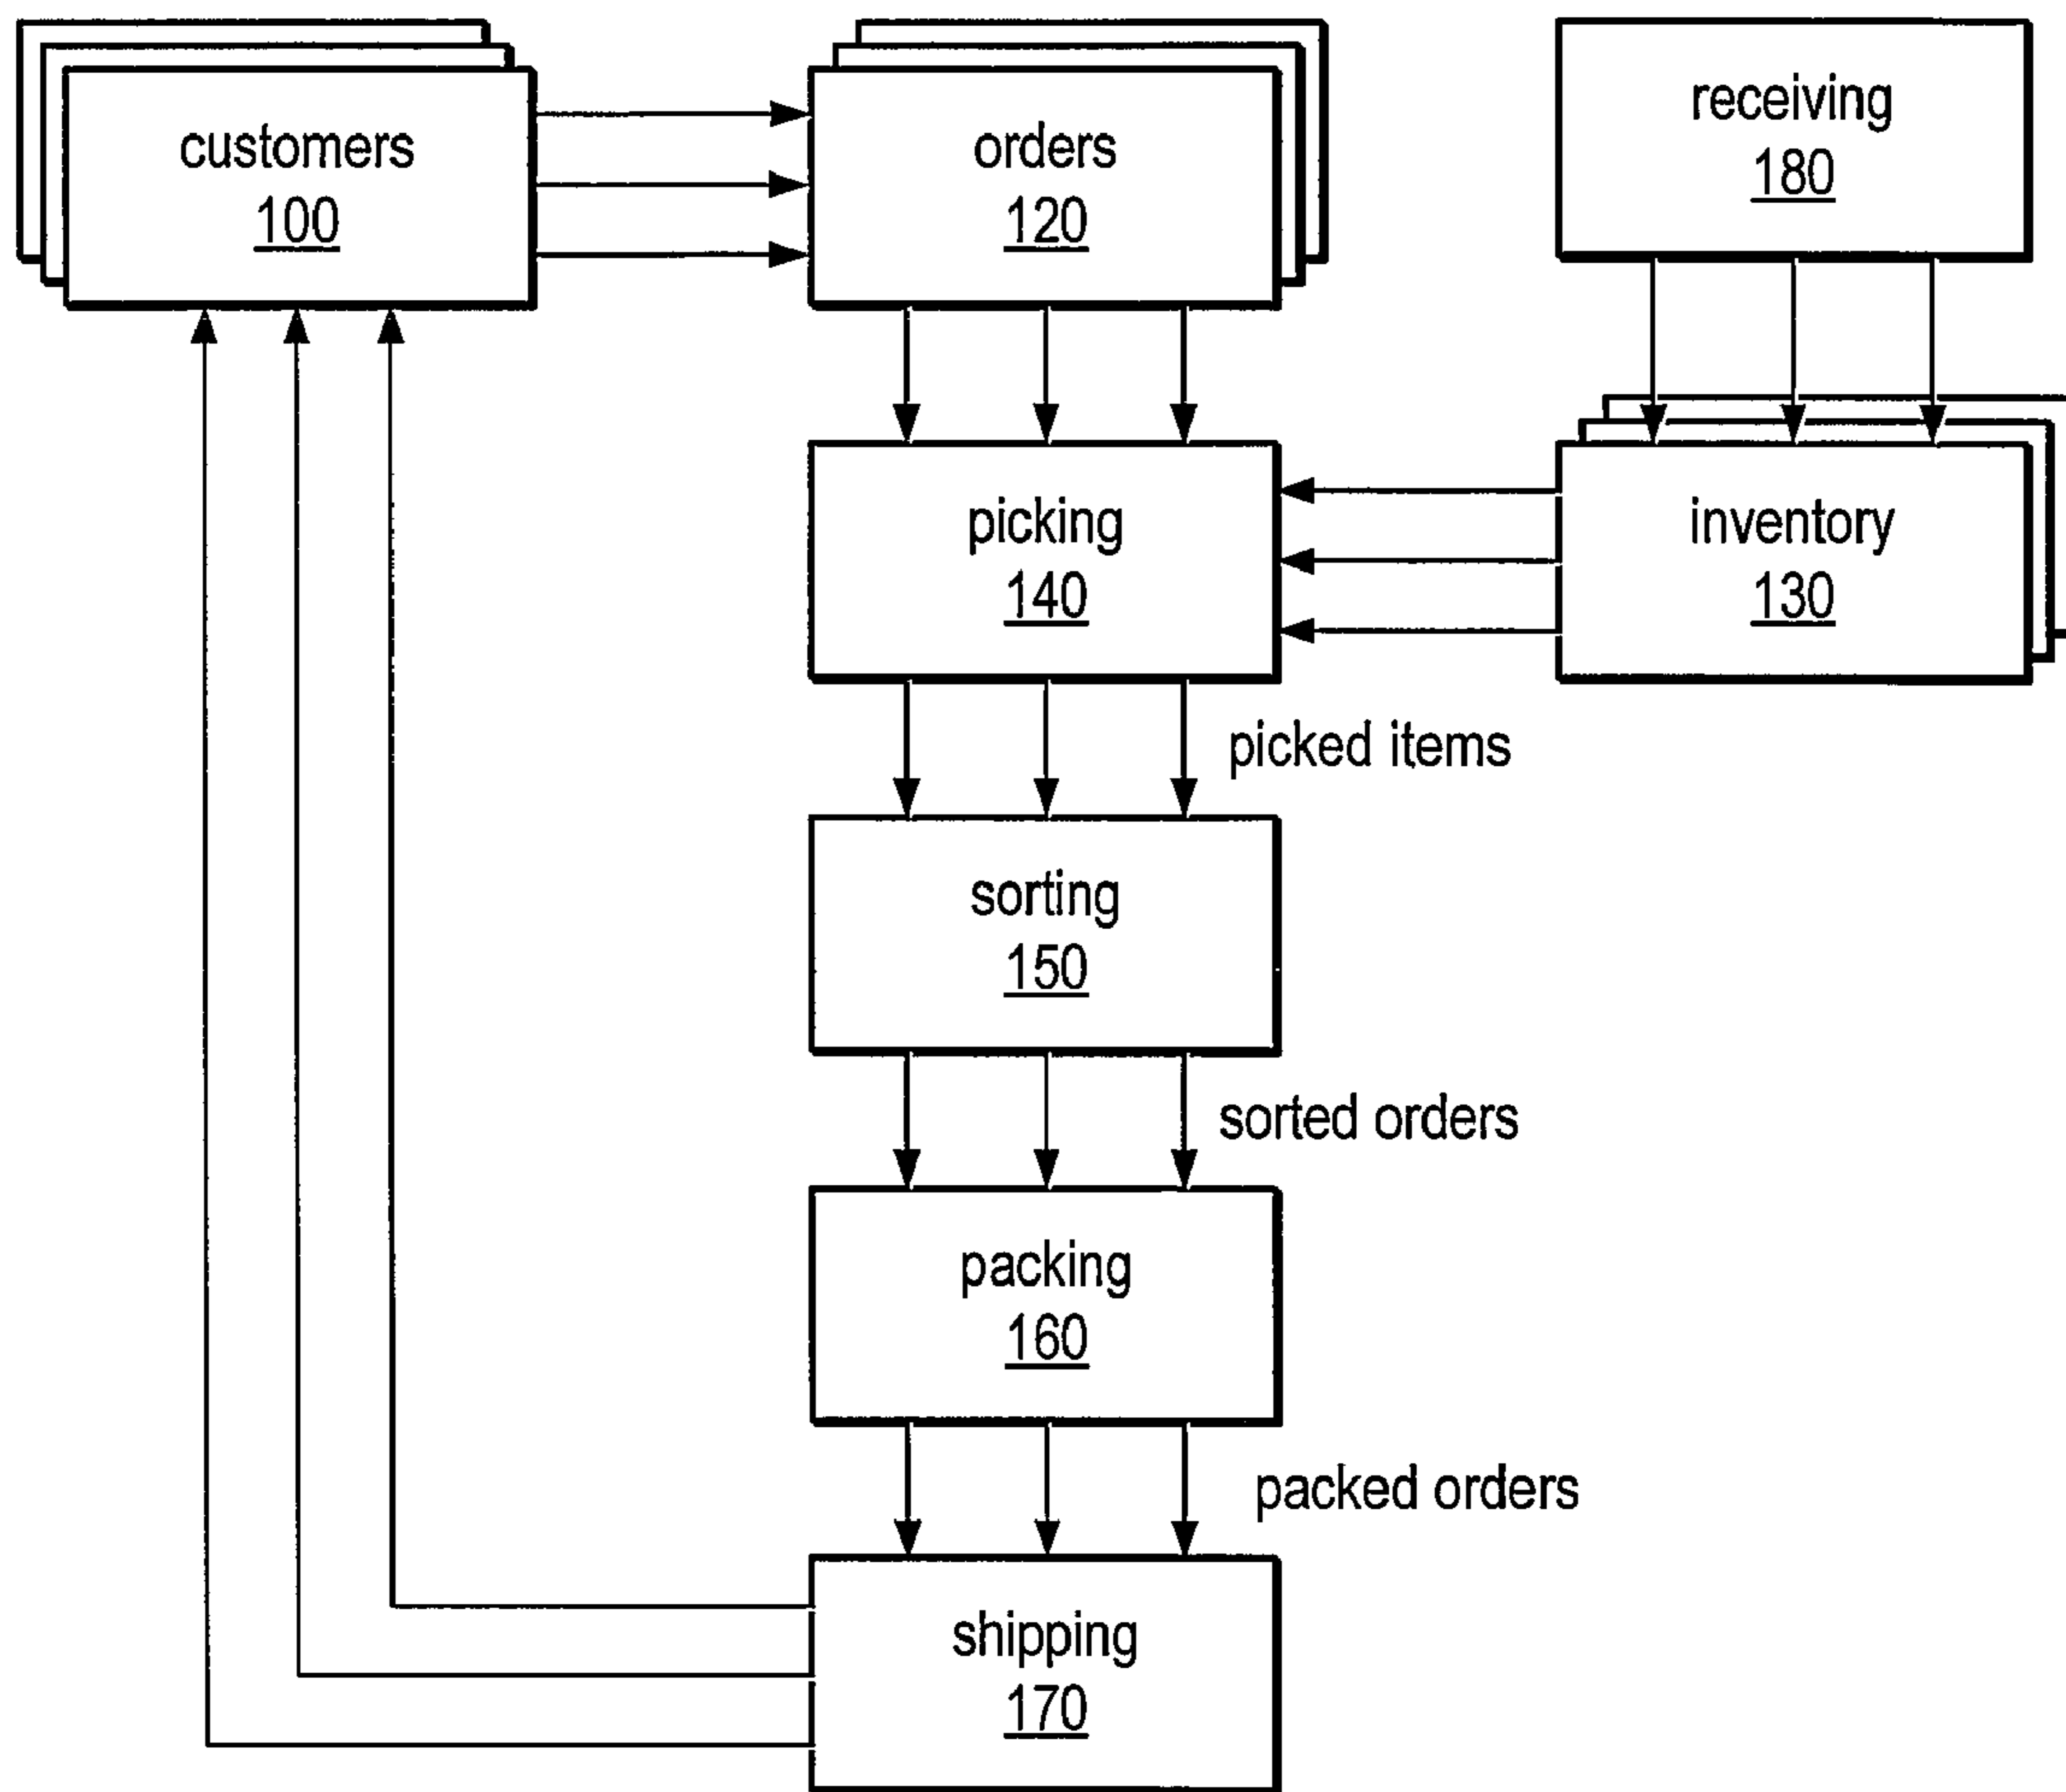 customers
100
orders
120
receiving
180
picking
140
inventory
130
picked items
sorting
150
sorted orders
packing
160
packed orders
shipping
170